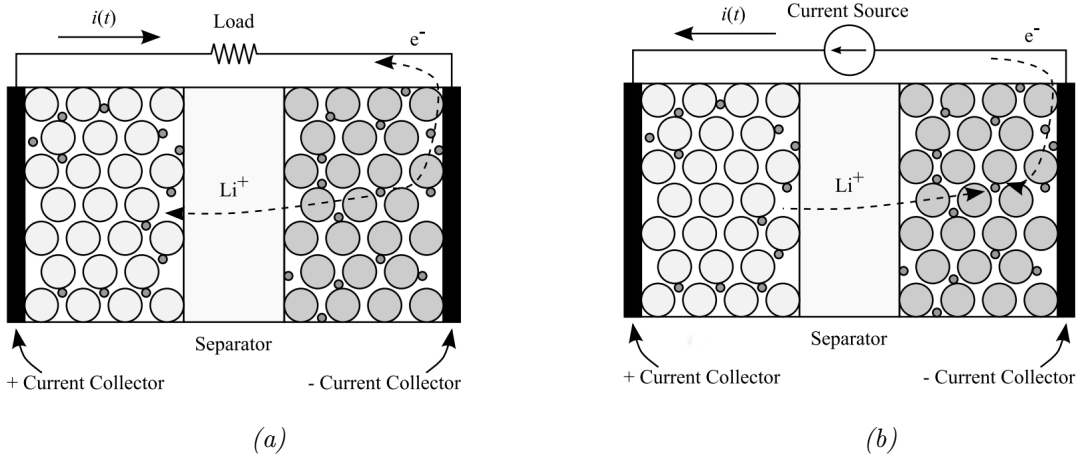 i(t)
Load
e⁻
Li⁺
Separator
+ Current Collector
- Current Collector
(a)
Current Source
i(t)
e⁻
Li⁺
Separator
+ Current Collector
- Current Collector
(b)